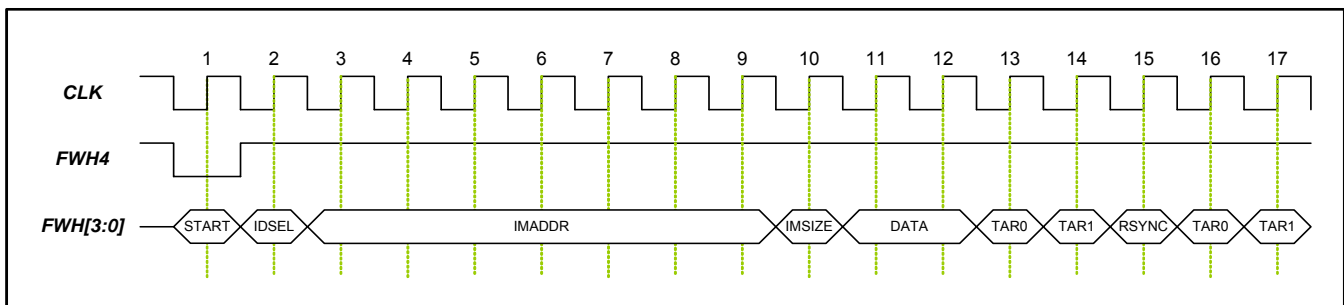 1 2 3 4 5 6 7 8 9 10 11 12 13 14 15 16 17
CLK
FWH4
FWH[3:0] START IDSEL IMADDR IMSIZE DATA TAR0 TAR1 RSYNC TAR0 TAR1